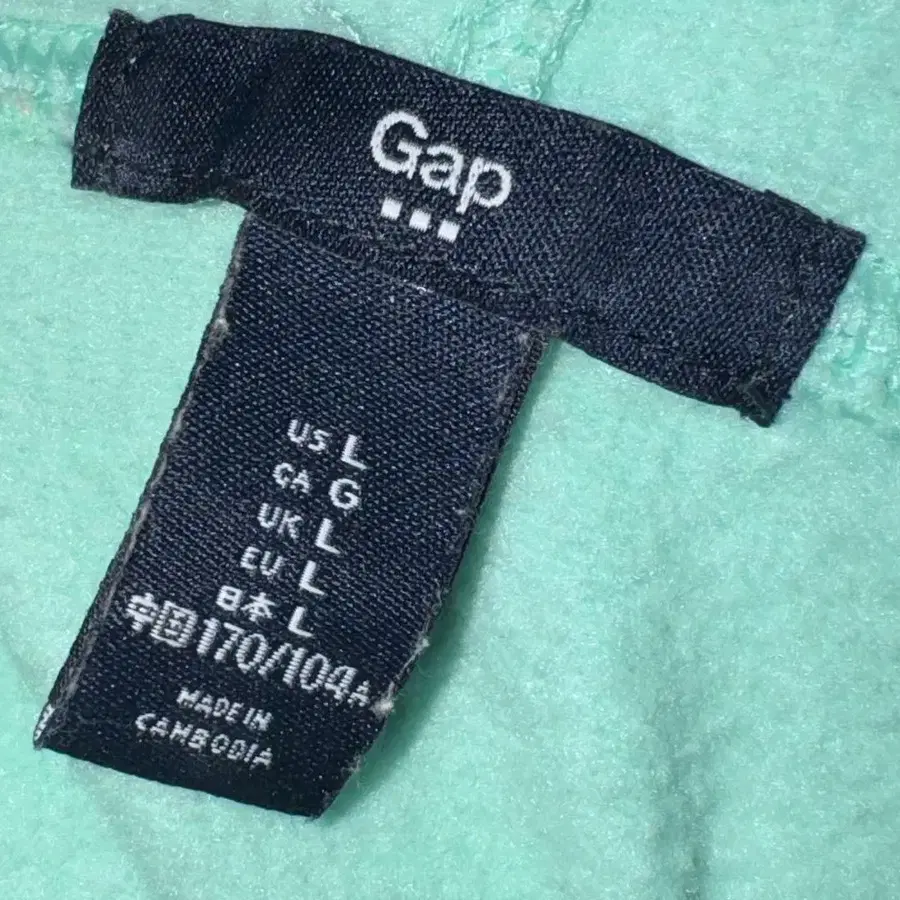 Gap
US L
CA G
UK L
EU L
日本 L
中国 170/104A
MADE IN
CAMBODIA